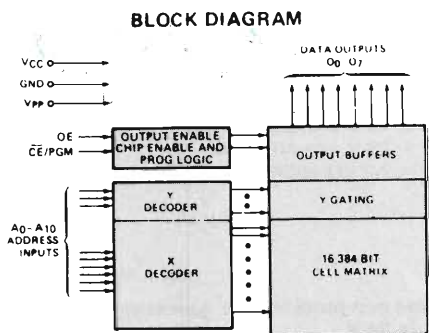 BLOCK DIAGRAM
DATA OUTPUTS
O0 O7
VCC
GND
VPP
OE
CE/PGM
OUTPUT ENABLE
CHIP ENABLE AND
PROG LOGIC
OUTPUT BUFFERS
A0-A10
ADDRESS
INPUTS
Y
DECODER
Y GATING
X
DECODER
16 384 BIT
CELL MATRIX